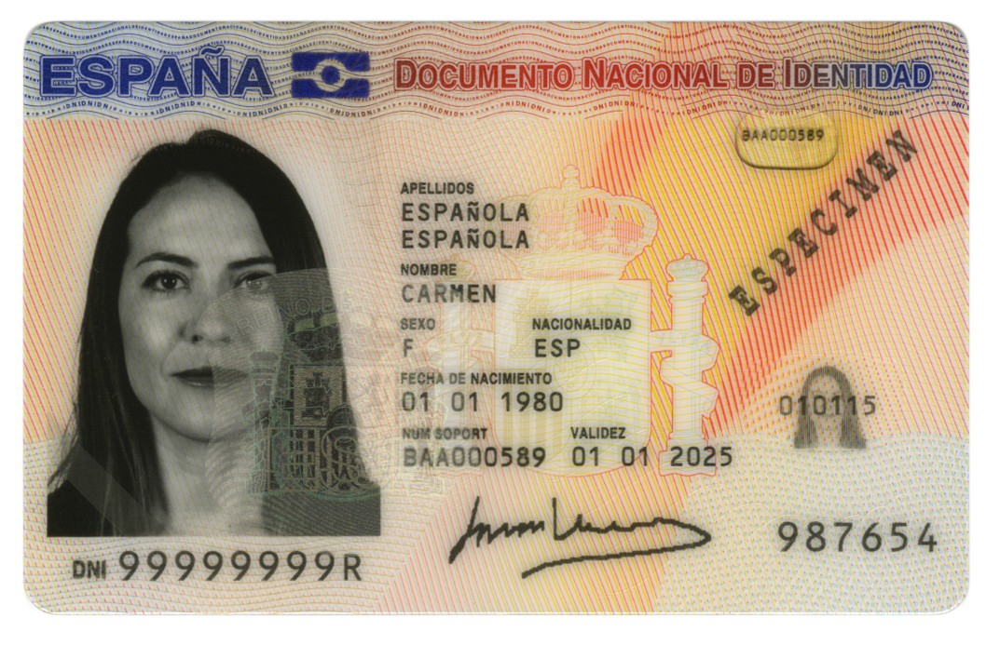 ESPAÑA
DOCUMENTO NACIONAL DE IDENTIDAD
BAA000589
ESPECIMEN
APELLIDOS
ESPAÑOLA
ESPAÑOLA
NOMBRE
CARMEN
SEXO NACIONALIDAD
F ESP
FECHA DE NACIMIENTO
01 01 1980
010115
NUM SOPORT VALIDEZ
BAA000589 01 01 2025
987654
DNI 99999999R